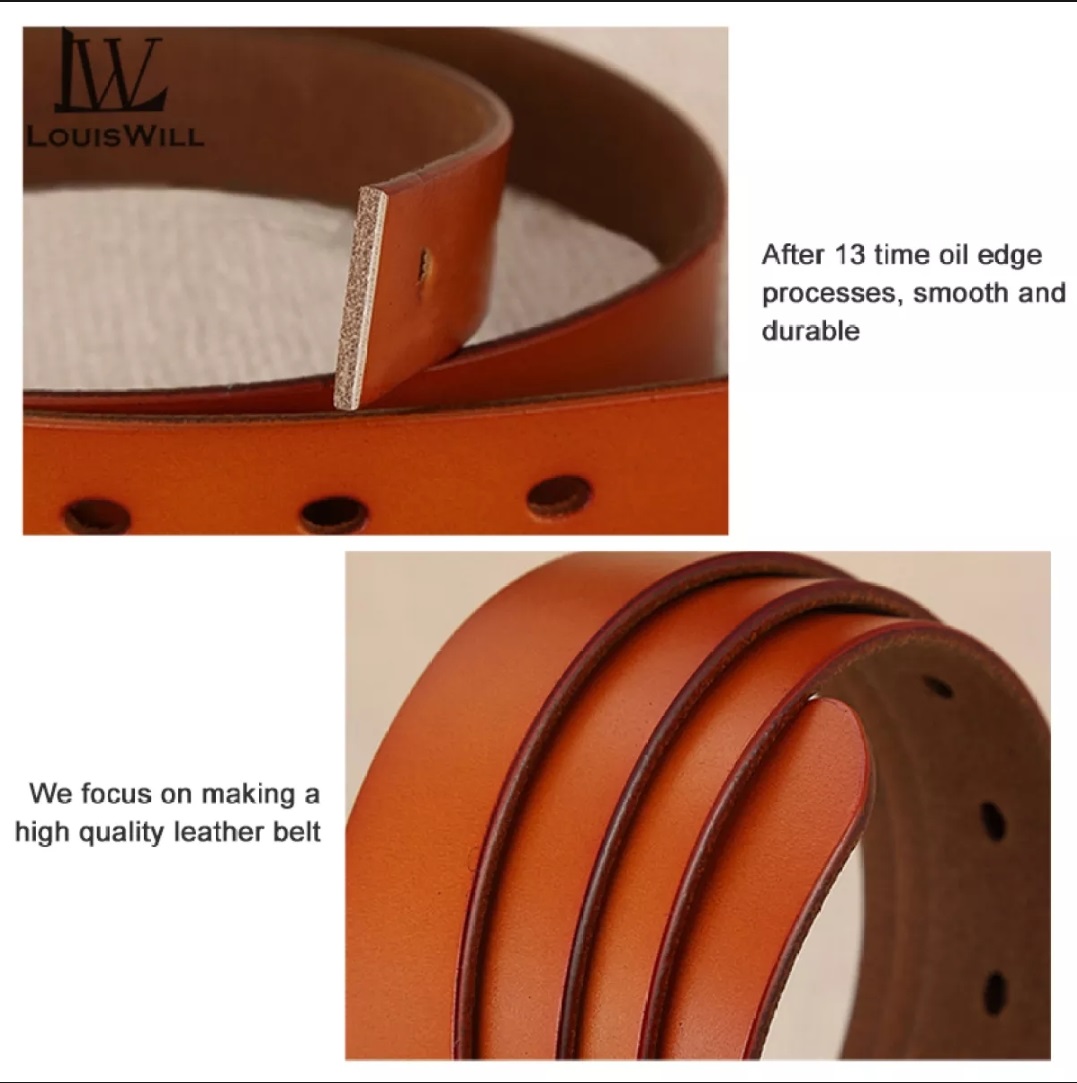 LW
LOUISWILL
After 13 time oil edge
processes, smooth and
durable
We focus on making a
high quality leather belt